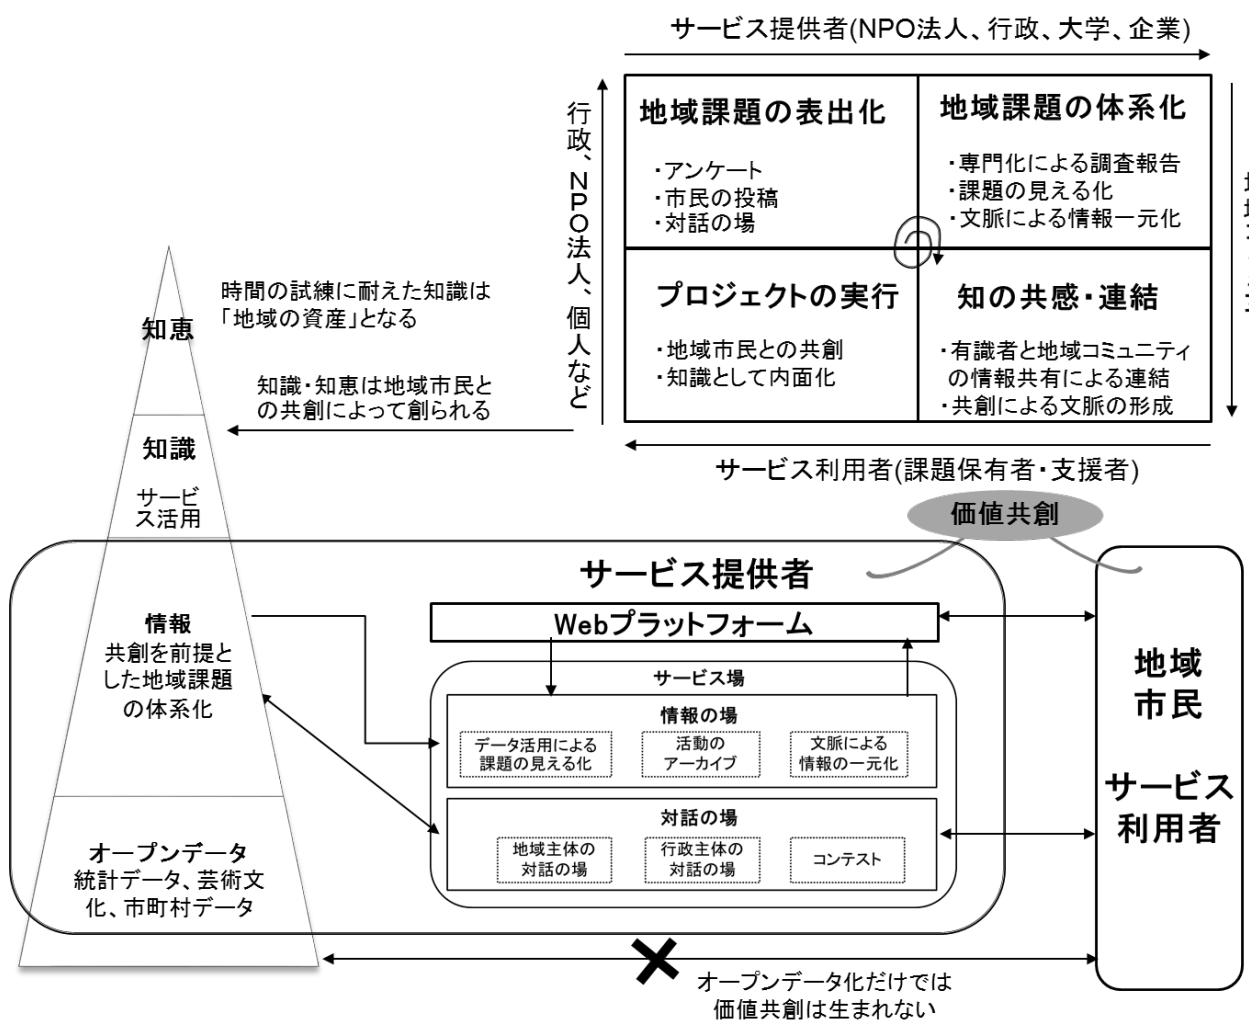 サービス提供者(NPO法人、行政、大学、企業)
行政、NPO法人、個人など
地域課題の表出化
・アンケート
・市民の投稿
・対話の場
地域課題の体系化
・専門化による調査報告
・課題の見える化
・文脈による情報一元化
プロジェクトの実行
・地域市民との共創
・知識として内面化
知の共感・連結
・有識者と地域コミュニティ
の情報共有による連結
・共創による文脈の形成
サービス利用者(課題保有者・支援者)
時間の試練に耐えた知識は
「地域の資産」となる
知識・知恵は地域市民と
の共創によって創られる
知恵
知識
サービ
ス活用
情報
共創を前提と
した地域課題
の体系化
オープンデータ
統計データ、芸術文
化、市町村データ
価値共創
サービス提供者
Webプラットフォーム
サービス場
情報の場
データ活用による
課題の見える化
活動の
アーカイブ
文脈による
情報の一元化
対話の場
地域主体の
対話の場
行政主体の
対話の場
コンテスト
地域
市民
サービス
利用者
オープンデータ化だけでは
価値共創は生まれない